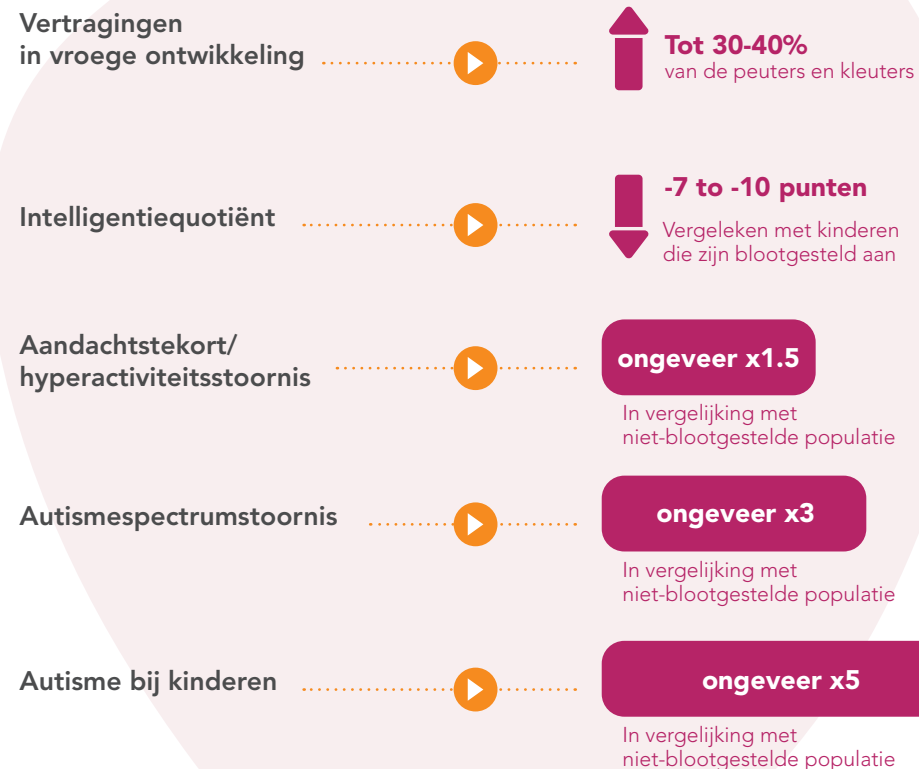 Vertragingen
in vroege ontwikkeling
Tot 30-40%
van de peuters en kleuters
Intelligentiequotiënt
-7 to -10 punten
Vergeleken met kinderen
die zijn blootgesteld aan
Aandachtstekort/
hyperactiviteitsstoornis
ongeveer x1.5
In vergelijking met
niet-blootgestelde populatie
Autismespectrumstoornis
ongeveer x3
In vergelijking met
niet-blootgestelde populatie
Autisme bij kinderen
ongeveer x5
In vergelijking met
niet-blootgestelde populatie